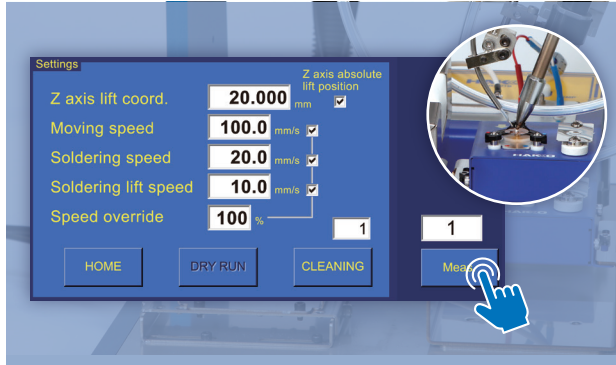 Settings
Z axis absolute
lift position
Z axis lift coord. 20.000 mm
Moving speed 100.0 mm/s
Soldering speed 20.0 mm/s
Soldering lift speed 10.0 mm/s
Speed override 100 %
1
1
HOME
DRY RUN
CLEANING
Meas